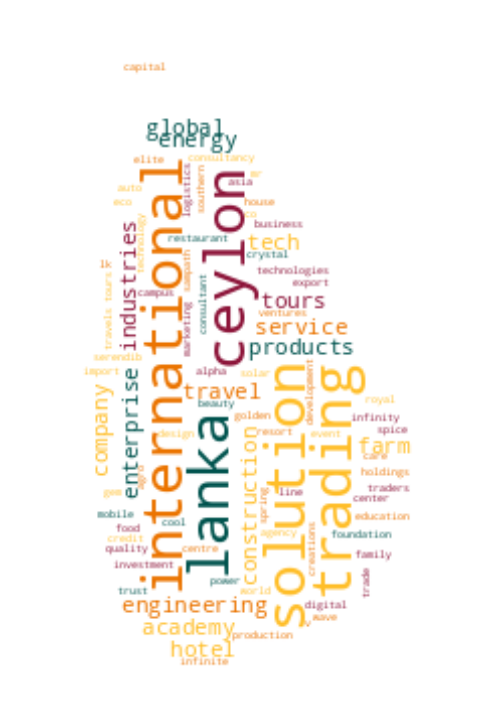 capital
global
energy
elite
consultancy
mr
asia
auto
eco
logistics
southern
house
co
business
international
ceylon
restaurant
tech
crystal
technology
industries
lk
sampath
technologies
export
campus
consultant
tours
ventures
travels
tours
marketing
service
products
serendib
import
alpha
solar
development
enterprise
travel
beauty
royal
company
lanka
golden
infinity
solution
trading
design
resort
event
spice
farm
care
construction
agro
holdings
gem
spring
line
traders
center
mobile
cool
education
food
credit
agency
creations
foundation
quality
centre
family
investment
power
trade
trust
world
engineering
digital
wave
tv
academy
production
hotel
infinite